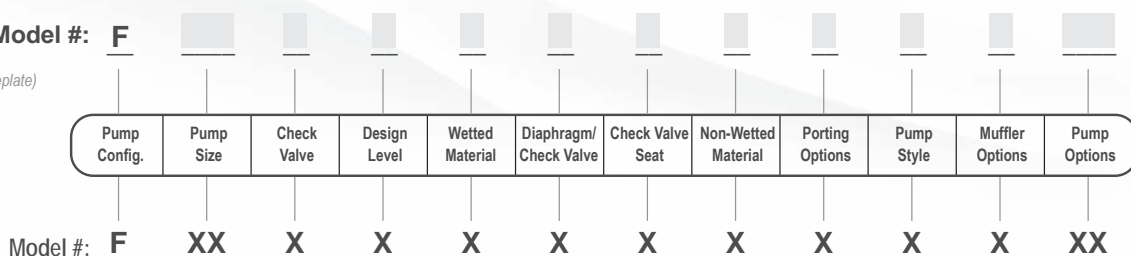 Model #: F
eplate)
Pump Config. Pump Size Check Valve Design Level Wetted Material Diaphragm/ Check Valve Check Valve Seat Non-Wetted Material Porting Options Pump Style Muffler Options Pump Options
Model #: F XX X X X X X X X X X XX